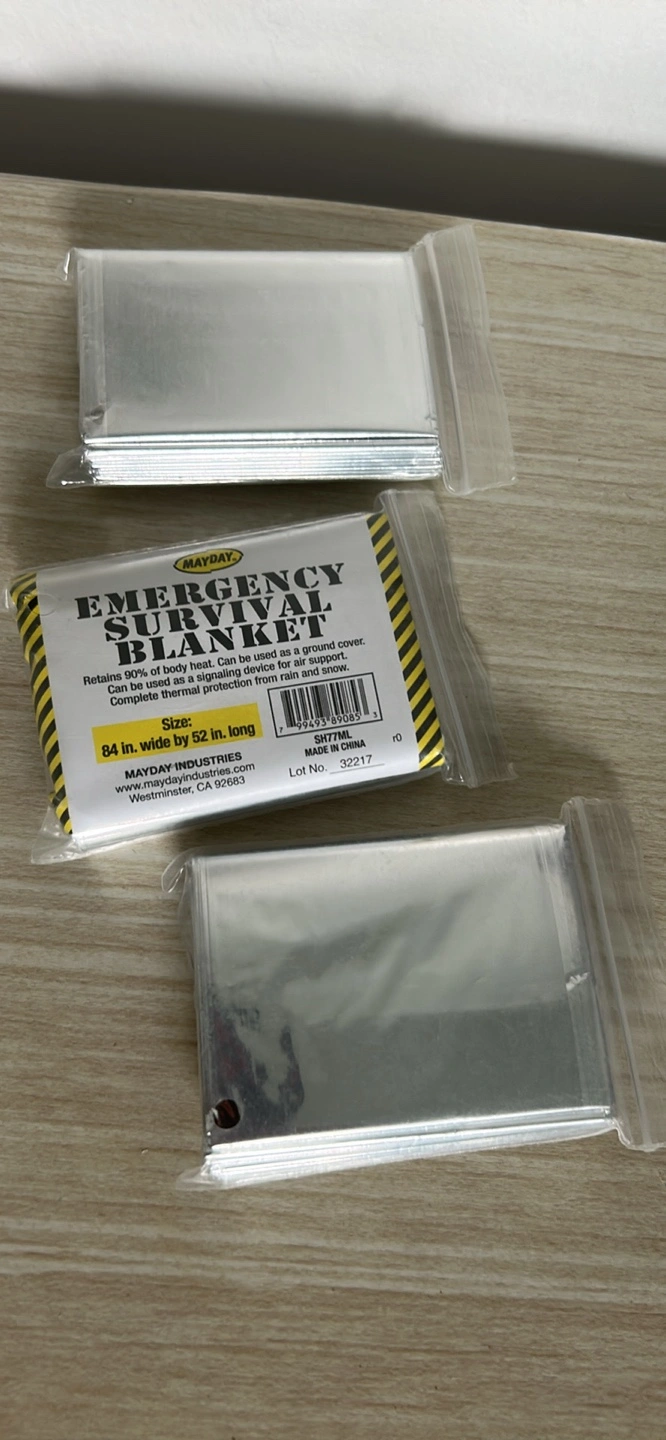 MAYDAY
EMERGENCY
SURVIVAL
BLANKET
Retains 90% of body heat. Can be used as a ground cover.
Can be used as a signaling device for air support.
Complete thermal protection from rain and snow.
Size:
84 in. wide by 52 in. long
7 99493 89085 3
SH77ML
MADE IN CHINA
r0
MAYDAY INDUSTRIES
www.maydayindustries.com
Westminster, CA 92683
Lot No. 32217